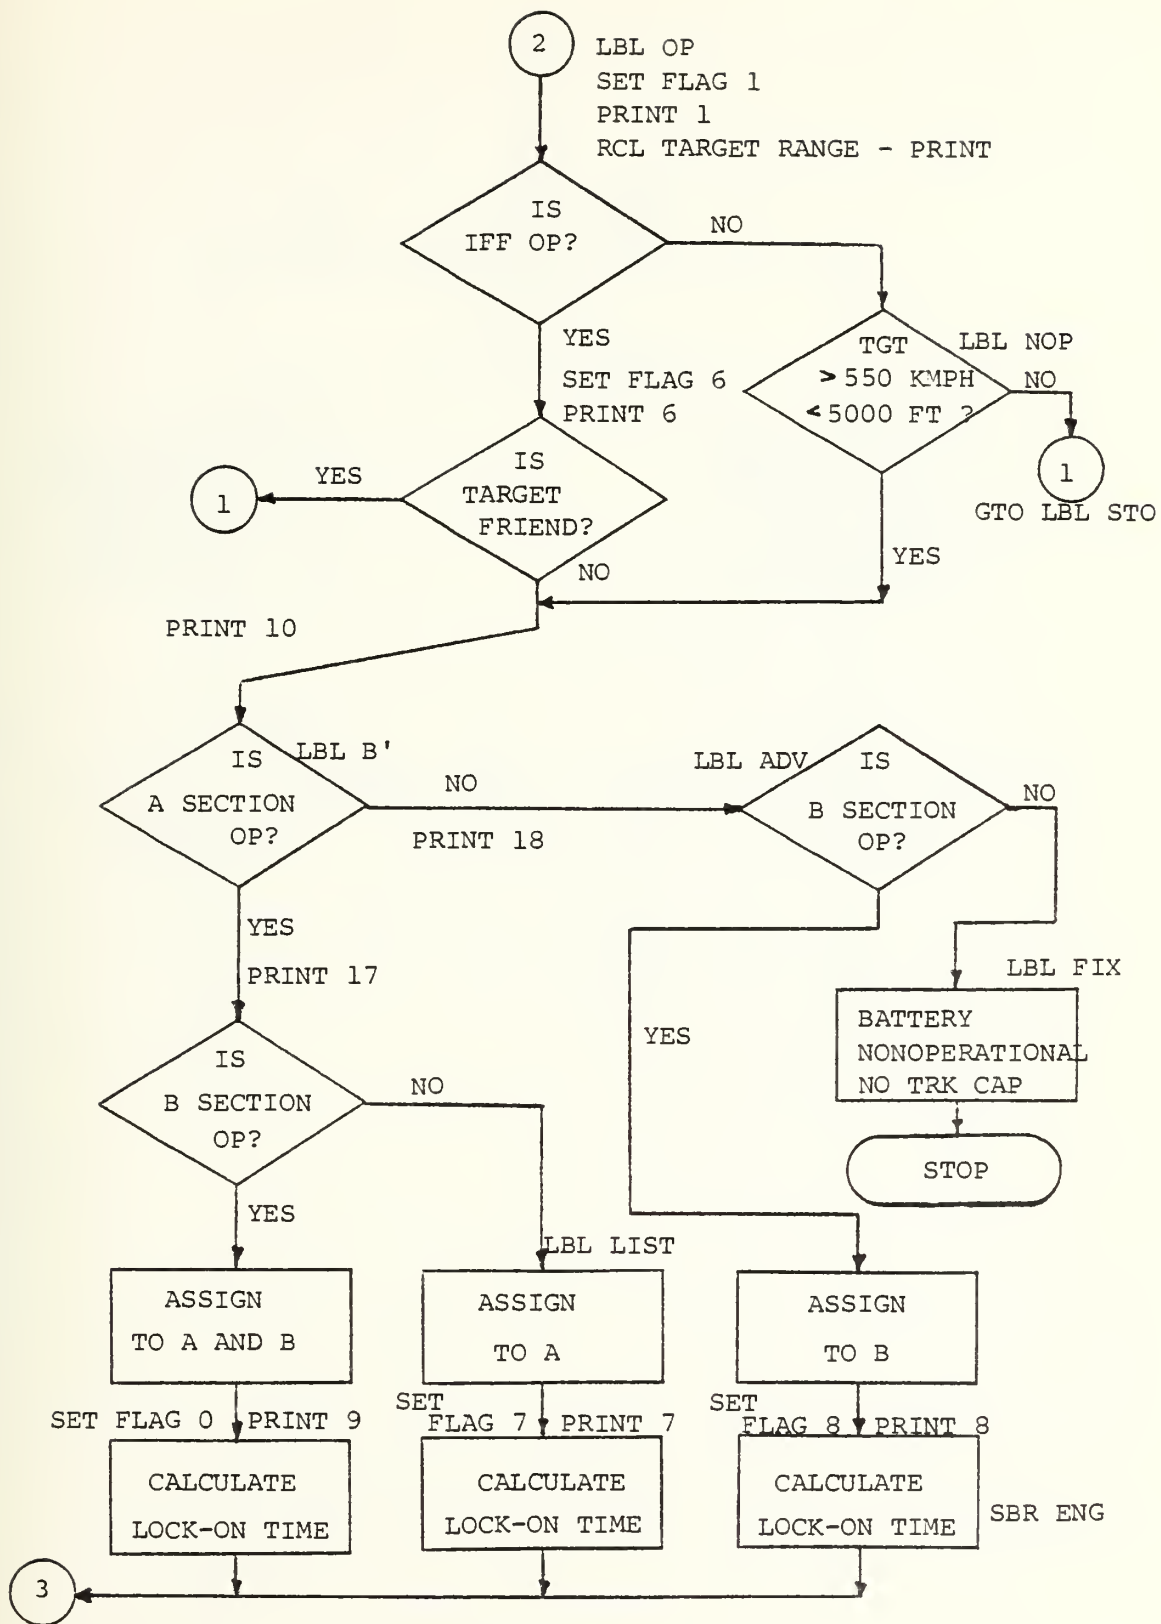 2
LBL OP
SET FLAG 1
PRINT 1
RCL TARGET RANGE - PRINT
IS
IFF OP?
NO
YES
SET FLAG 6
PRINT 6
TGT
> 550 KMPH
< 5000 FT ?
LBL NOP
NO
1
GTO LBL STO
YES
IS
TARGET
FRIEND?
YES
1
NO
PRINT 10
IS
A SECTION
OP?
LBL B'
NO
PRINT 18
LBL ADV
IS
B SECTION
OP?
NO
YES
PRINT 17
YES
LBL FIX
BATTERY
NONOPERATIONAL
NO TRK CAP
STOP
IS
B SECTION
OP?
NO
YES
LBL LIST
ASSIGN
TO A AND B
ASSIGN
TO A
ASSIGN
TO B
SET FLAG 0
PRINT 9
SET
FLAG 7
PRINT 7
SET
FLAG 8
PRINT 8
CALCULATE
LOCK-ON TIME
CALCULATE
LOCK-ON TIME
CALCULATE
LOCK-ON TIME
SBR ENG
3